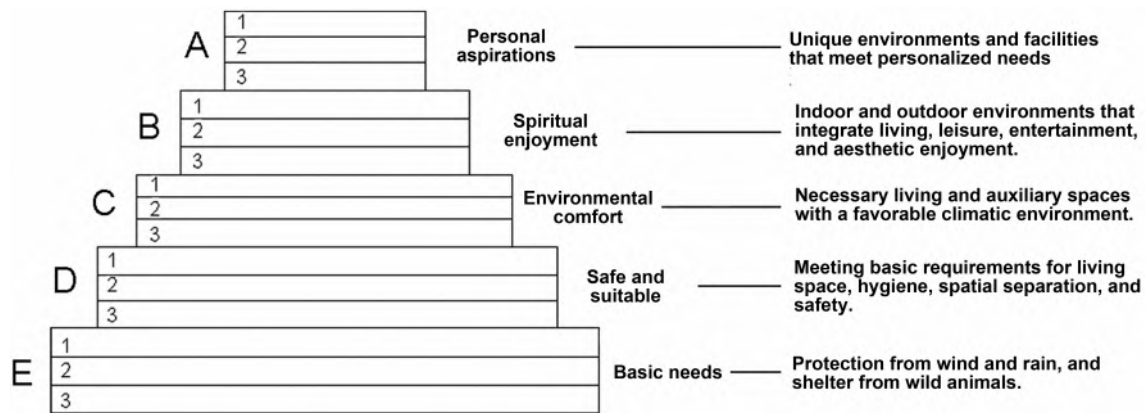 A
1
2
3
Personal
aspirations
Unique environments and facilities
that meet personalized needs
B
1
2
3
Spiritual
enjoyment
Indoor and outdoor environments that
integrate living, leisure, entertainment,
and aesthetic enjoyment.
C
1
2
3
Environmental
comfort
Necessary living and auxiliary spaces
with a favorable climatic environment.
D
1
2
3
Safe and
suitable
Meeting basic requirements for living
space, hygiene, spatial separation, and
safety.
E
1
2
3
Basic needs
Protection from wind and rain, and
shelter from wild animals.